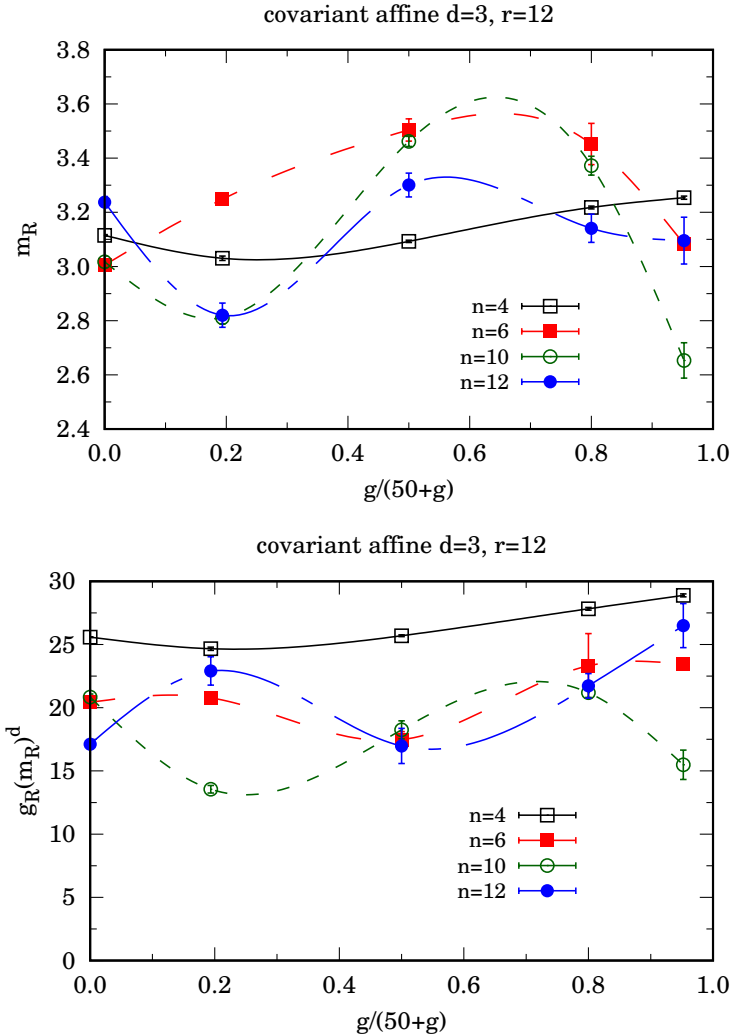 covariant affine d=3, r=12
3.8
3.6
3.4
3.2
3.0
2.8
2.6
2.4
m_R
n=4
n=6
n=10
n=12
0.0 0.2 0.4 0.6 0.8 1.0
g/(50+g)
covariant affine d=3, r=12
30
25
20
15
10
5
0
g_R(m_R)^d
n=4
n=6
n=10
n=12
0.0 0.2 0.4 0.6 0.8 1.0
g/(50+g)